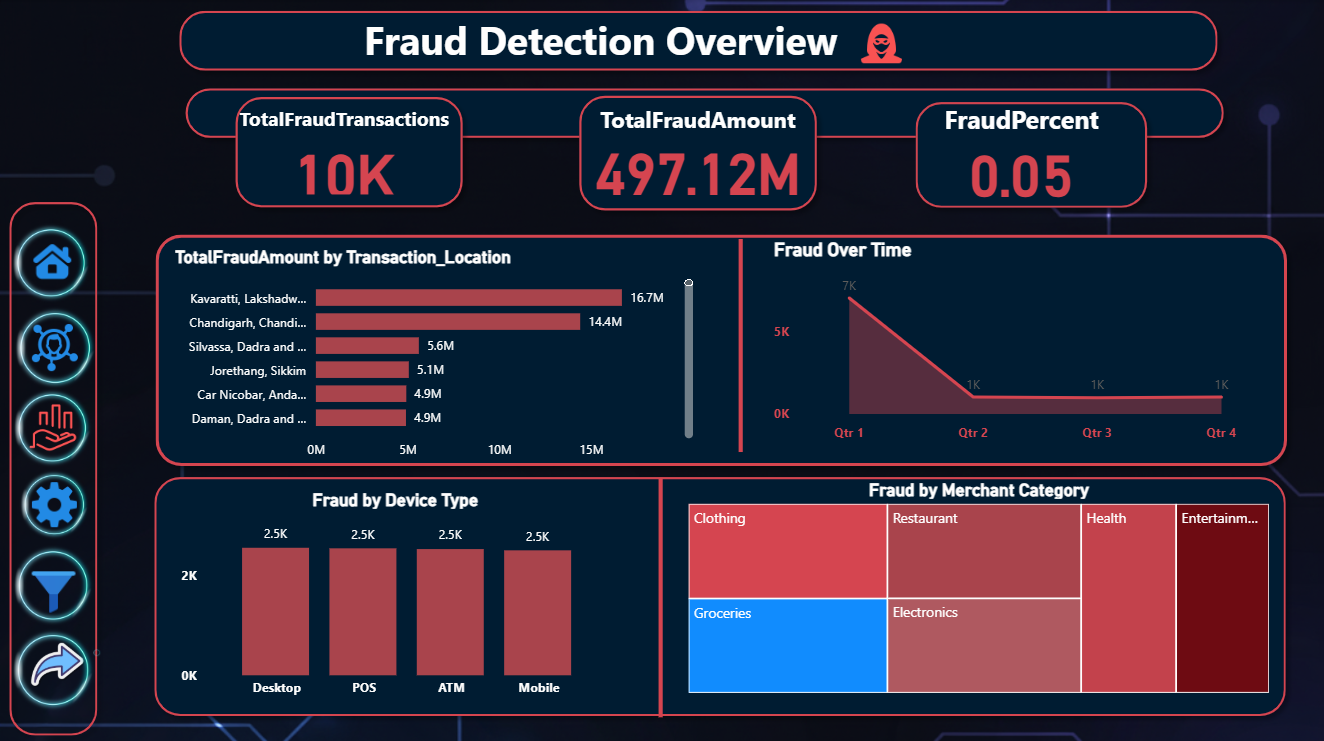 Fraud Detection Overview
TotalFraudTransactions
10K
TotalFraudAmount
497.12M
FraudPercent
0.05
TotalFraudAmount by Transaction_Location
Kavaratti, Lakshadw... 16.7M
Chandigarh, Chandi... 14.4M
Silvassa, Dadra and ... 5.6M
Jorethang, Sikkim 5.1M
Car Nicobar, Anda... 4.9M
Daman, Dadra and ... 4.9M
0M 5M 10M 15M
Fraud Over Time
7K
5K
1K 1K 1K
0K
Qtr 1 Qtr 2 Qtr 3 Qtr 4
Fraud by Device Type
2.5K 2.5K 2.5K 2.5K
2K
0K
Desktop POS ATM Mobile
Fraud by Merchant Category
Clothing Restaurant Health Entertainm...
Groceries Electronics